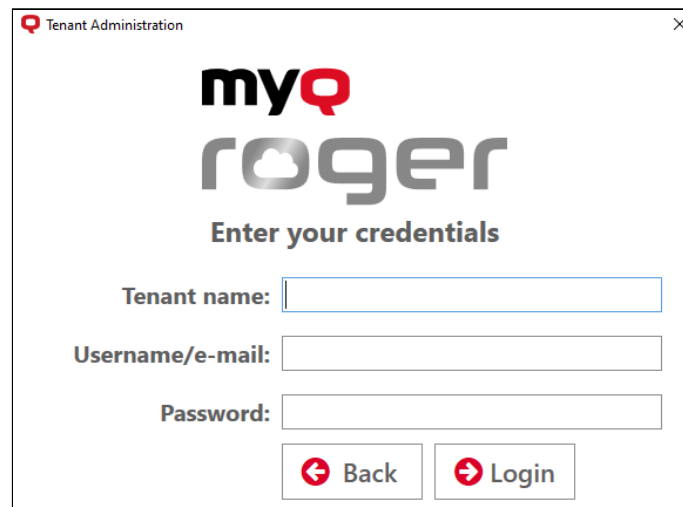 Tenant Administration
myQ
roger
Enter your credentials
Tenant name:
Username/e-mail:
Password:
Back
Login